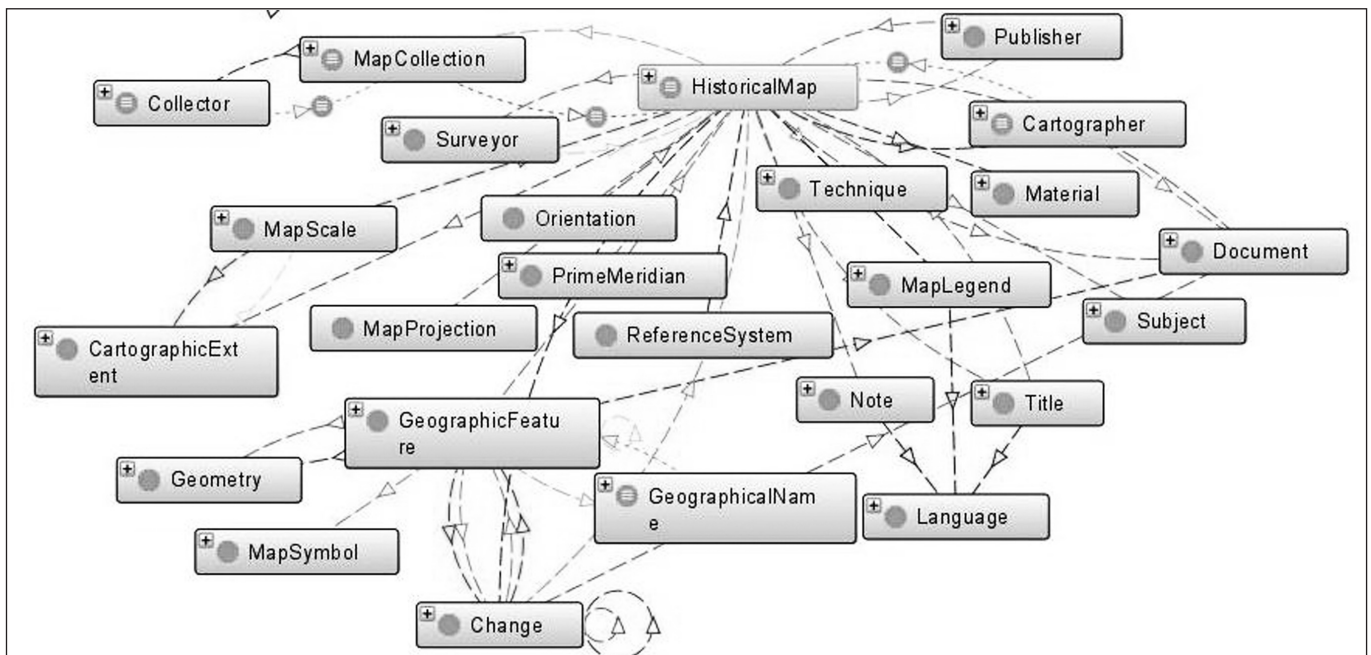 Publisher
MapCollection
HistoricalMap
Collector
Cartographer
Surveyor
Technique
Material
Orientation
MapScale
Document
PrimeMeridian
MapLegend
MapProjection
ReferenceSystem
Subject
CartographicExt
ent
Note
Title
GeographicFeatu
re
Geometry
GeographicalNam
e
Language
MapSymbol
Change